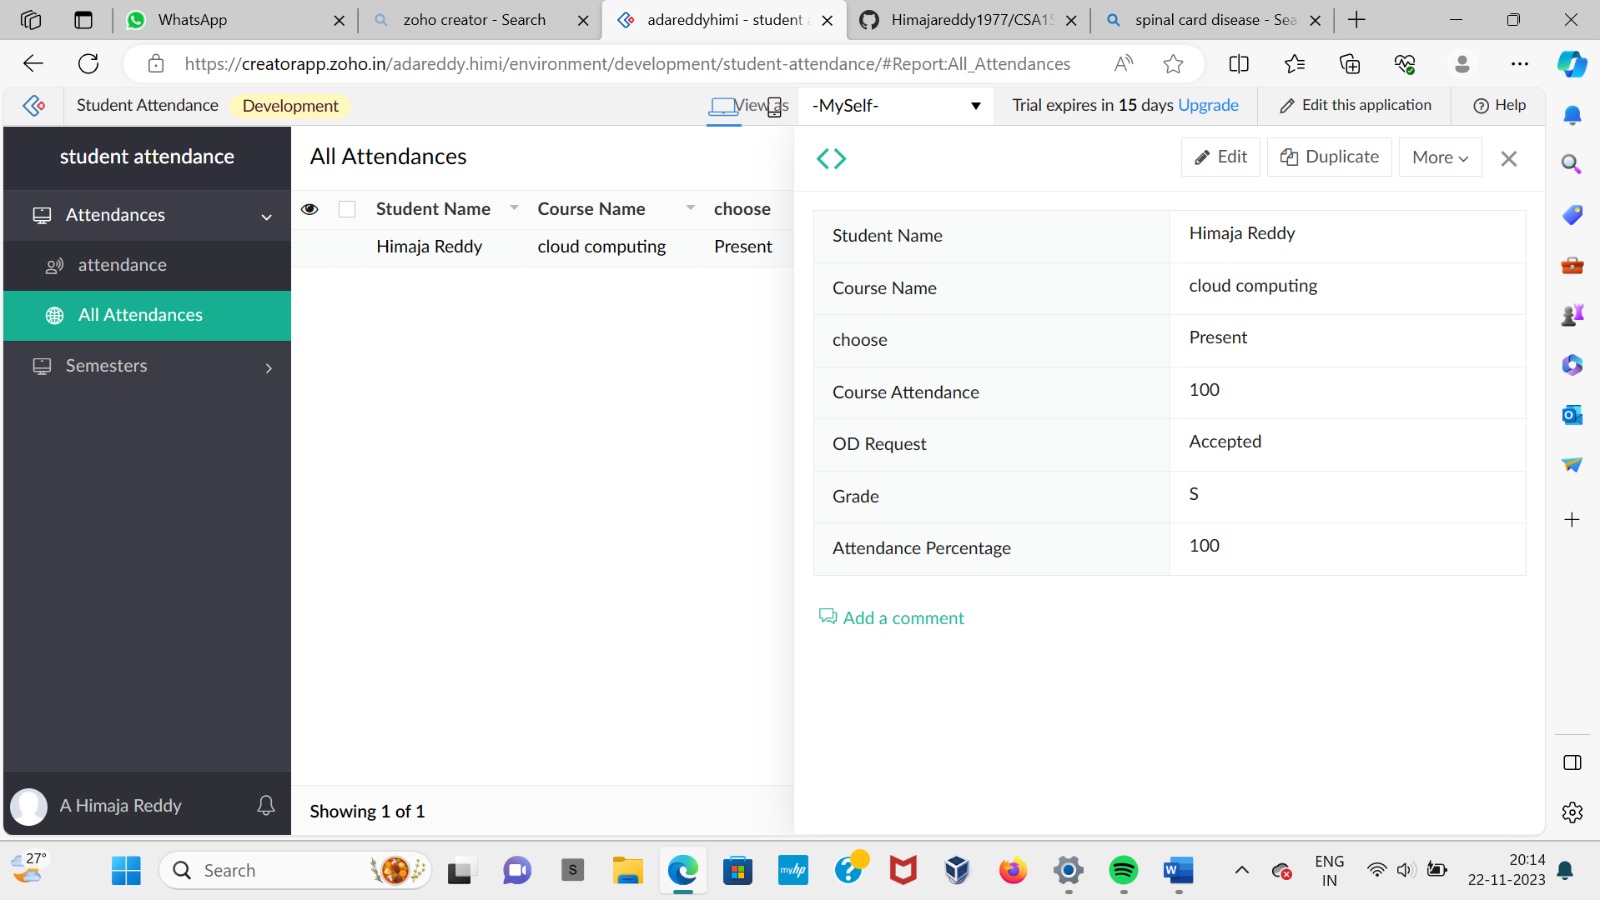 WhatsApp
zoho creator - Search
adareddyhimi - student
Himajareddy1977/CSA15
spinal card disease - Sea
https://creatorapp.zoho.in/adareddy.himi/environment/development/student-attendance/#Report:All_Attendances
Student Attendance
Development
View as
-MySelf-
Trial expires in 15 days Upgrade
Edit this application
Help
student attendance
Attendances
attendance
All Attendances
Semesters
A Himaja Reddy
All Attendances
Student Name Course Name choose
Himaja Reddy cloud computing Present
Showing 1 of 1
Edit
Duplicate
More
Student Name Himaja Reddy
Course Name cloud computing
choose Present
Course Attendance 100
OD Request Accepted
Grade S
Attendance Percentage 100
Add a comment
27°
Search
S
myhp
W
ENG
IN
20:14
22-11-2023